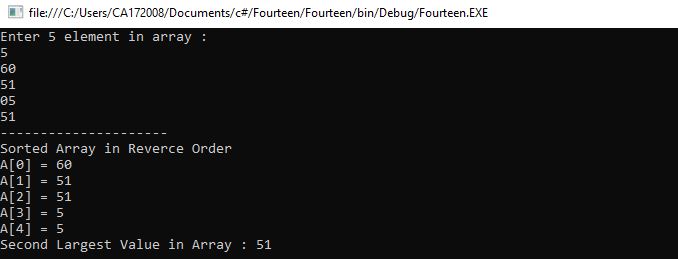 file:///C:/Users/CA172008/Documents/c#/Fourteen/Fourteen/bin/Debug/Fourteen.EXE
Enter 5 element in array :
5
60
51
05
51
---------------------
Sorted Array in Reverce Order
A[0] = 60
A[1] = 51
A[2] = 51
A[3] = 5
A[4] = 5
Second Largest Value in Array : 51